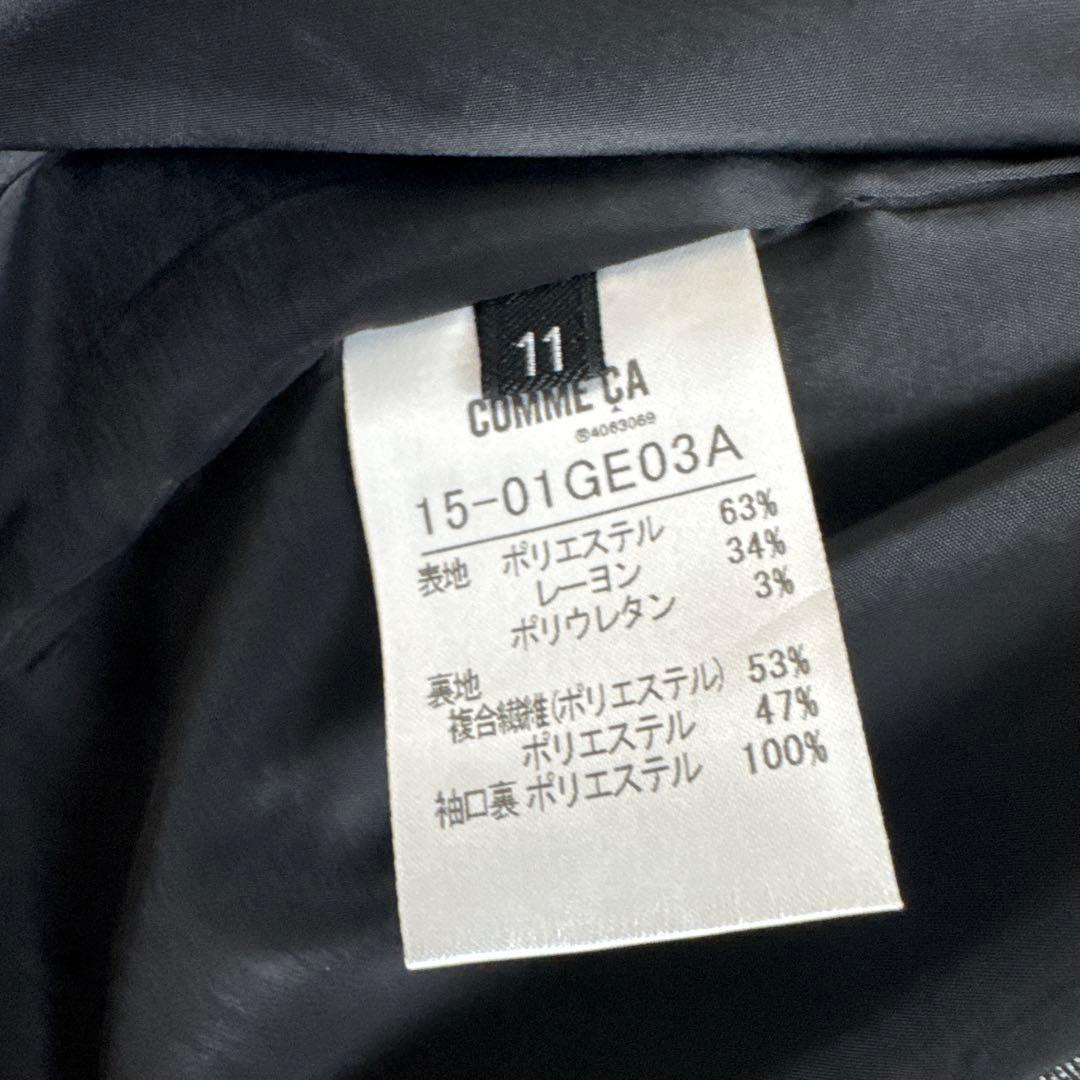 11
COMME ÇA
Ⓡ4063069
15-01GE03A
表地 ポリエステル 63%
レーヨン 34%
ポリウレタン 3%
裏地
複合繊維(ポリエステル) 53%
ポリエステル 47%
袖口裏 ポリエステル 100%